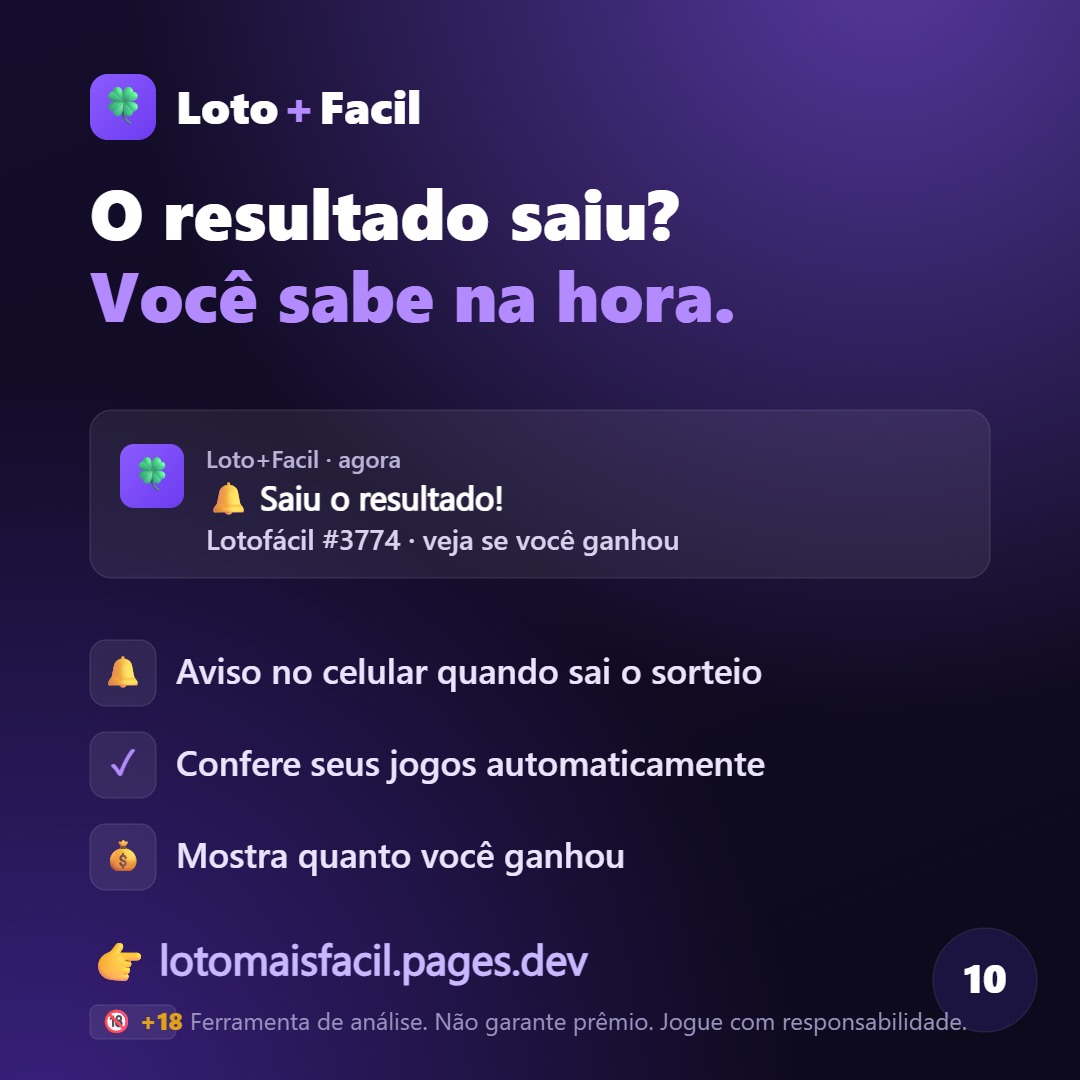 Loto+Facil
O resultado saiu?
Você sabe na hora.
Loto+Facil · agora
🔔 Saiu o resultado!
Lotofácil #3774 · veja se você ganhou
🔔 Aviso no celular quando sai o sorteio
✓ Confere seus jogos automaticamente
💰 Mostra quanto você ganhou
👉 lotomaisfacil.pages.dev
10
🔞 +18 Ferramenta de análise. Não garante prêmio. Jogue com responsabilidade.